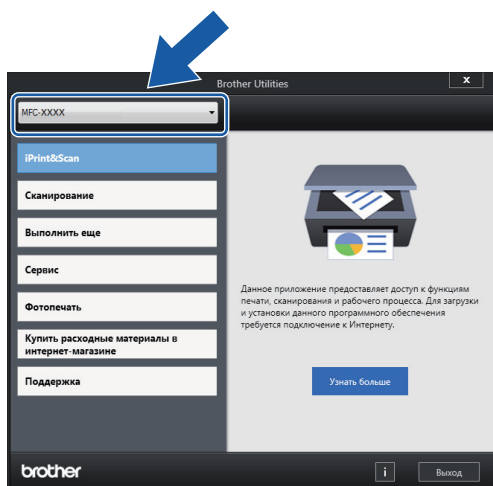 Brother Utilities
x
MFC-XXXX
iPrint&Scan
Сканирование
Выполнить еще
Сервис
Фотопечать
Купить расходные материалы в
интернет-магазине
Поддержка
Данное приложение предоставляет доступ к функциям
печати, сканирования и рабочего процесса. Для загрузки
и установки данного программного обеспечения
требуется подключение к Интернету.
Узнать больше
brother
i
Выход